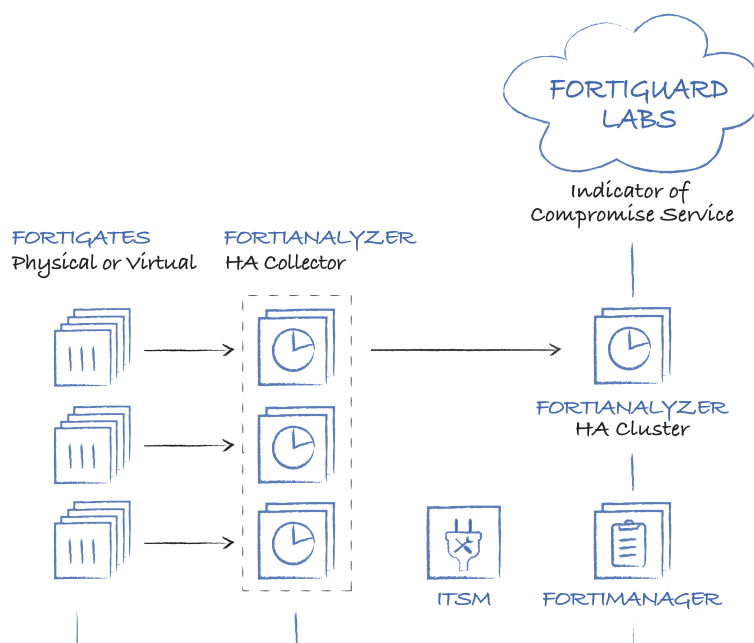 FORTIGUARD
LABS
Indicator of
Compromise Service
FORTIGATES
Physical or Virtual
FORTIANALYZER
HA Collector
FORTIANALYZER
HA Cluster
ITSM
FORTIMANAGER